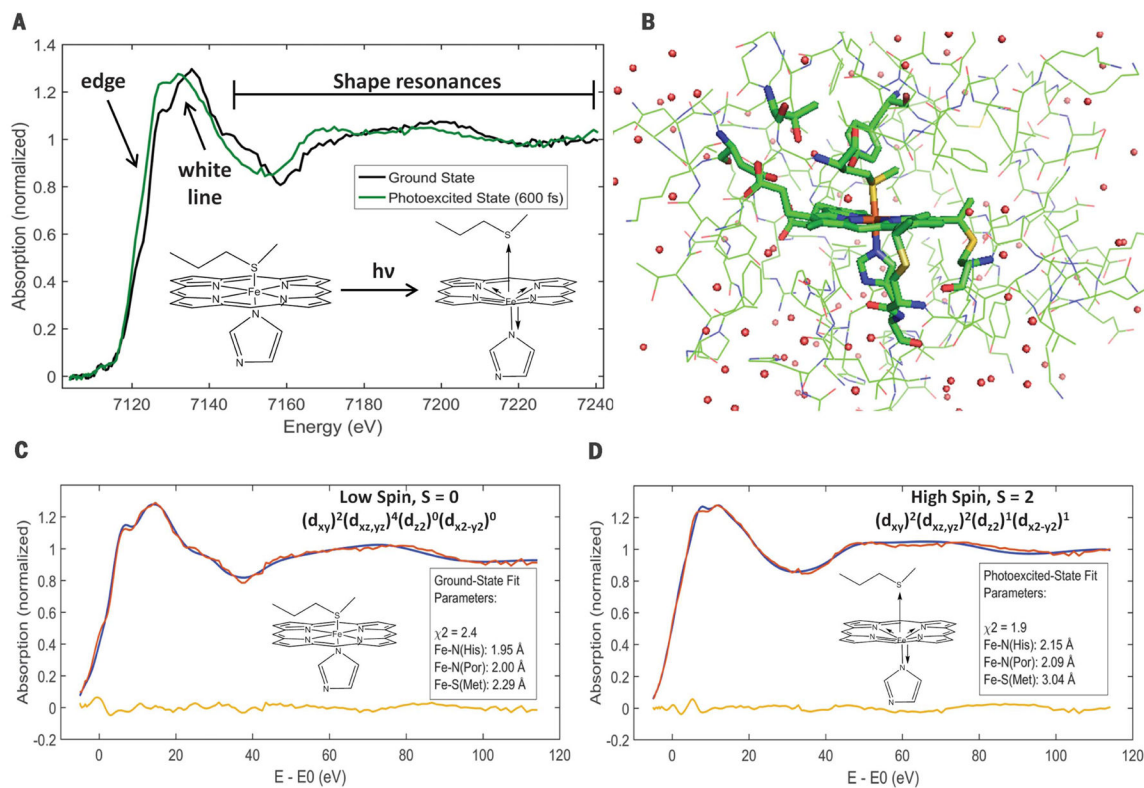 A
1.4
1.2
1
0.8
0.6
0.4
0.2
0
Absorption (normalized)
edge
white
line
Shape resonances
Ground State
Photoexcited State (600 fs)
S
N
N
Fe
N
N
N
N
hν
S
N
N
Fe
N
N
N
N
7120
7140
7160
7180
7200
7220
7240
Energy (eV)
B
C
1.4
1.2
1
0.8
0.6
0.4
0.2
0
-0.2
Absorption (normalized)
Low Spin, S = 0
(dxy)²(dxz,yz)⁴(dz2)⁰(dx2-y2)⁰
Ground-State Fit
Parameters:
χ2 = 2.4
Fe-N(His): 1.95 Å
Fe-N(Por): 2.00 Å
Fe-S(Met): 2.29 Å
S
N
N
Fe
N
N
N
N
0
20
40
60
80
100
120
E - E0 (eV)
D
1.4
1.2
1
0.8
0.6
0.4
0.2
0
-0.2
Absorption (normalized)
High Spin, S = 2
(dxy)²(dxz,yz)²(dz2)¹(dx2-y2)¹
Photoexcited-State Fit
Parameters:
χ2 = 1.9
Fe-N(His): 2.15 Å
Fe-N(Por): 2.09 Å
Fe-S(Met): 3.04 Å
S
N
N
Fe
N
N
N
N
0
20
40
60
80
100
120
E - E0 (eV)